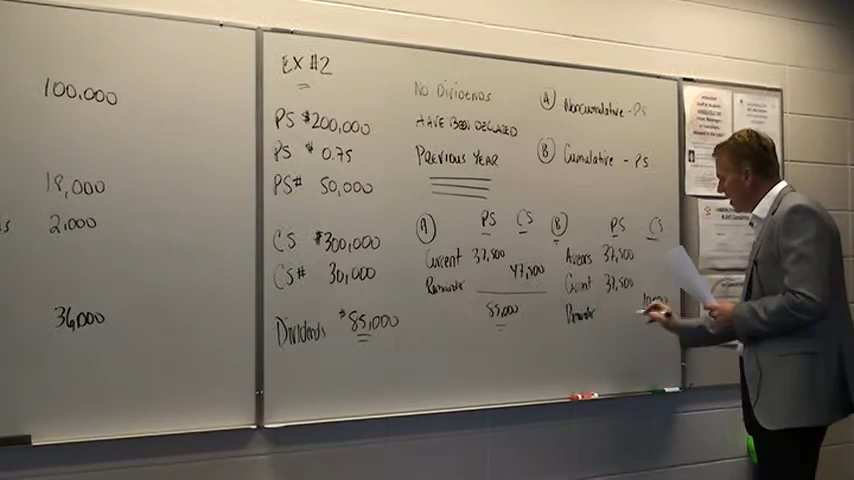 100,000
18,000
2,000
36,000
EX #2
PS $200,000
PS $0.75
PS# 50,000
CS $300,000
CS# 30,000
Dividends $85,000
No Dividends
HAVE BEEN DECLARED
PREVIOUS YEAR
A Noncumulative - PS
B Cumulative - PS
A PS CS
Current 37,500
Remainder 47,500
85,000
B PS CS
Arears 37,500
Current 37,500
Remainder 10,000